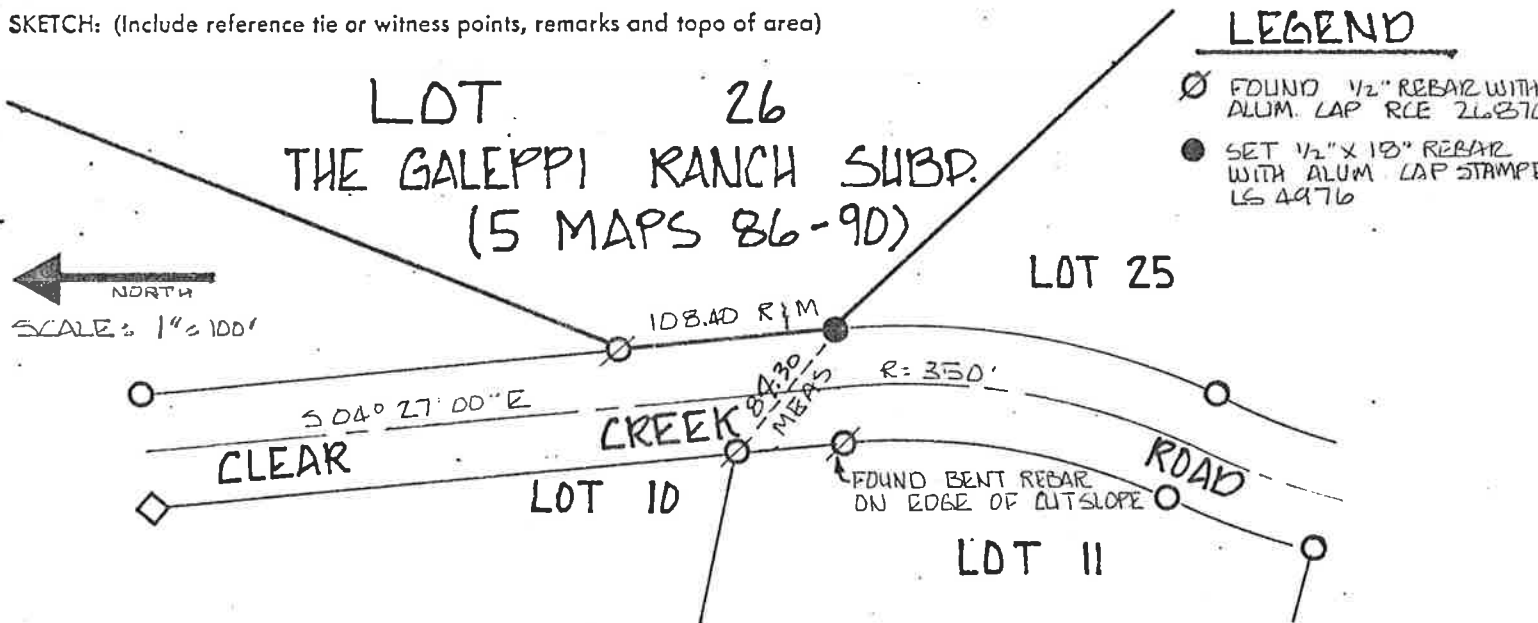 SKETCH: (Include reference tie or witness points, remarks and topo of area)
LEGEND
FOUND 1/2" REBAR WITH
ALUM. CAP RCE
SET 1/2" X 18" REBAR
WITH ALUM. CAP STAMPE
LS 4976
LOT 26
THE GALEPPI RANCH SUBD.
(5 MAPS 86-90)
LOT 25
NORTH
SCALE: 1"=100'
108.40 R & M
84.30
MEAS
R=350'
S 04° 27' 00" E
CLEAR CREEK ROAD
FOUND BENT REBAR
ON EDGE OF CUTSLOPE
LOT 10
LOT 11